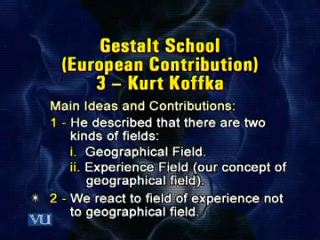 Gestalt School
(European Contribution)
3 – Kurt Koffka
Main Ideas and Contributions:
1 - He described that there are two
kinds of fields:
i. Geographical Field.
ii. Experience Field (our concept of
geographical field).
✶ 2 - We react to field of experience not
to geographical field.
VU